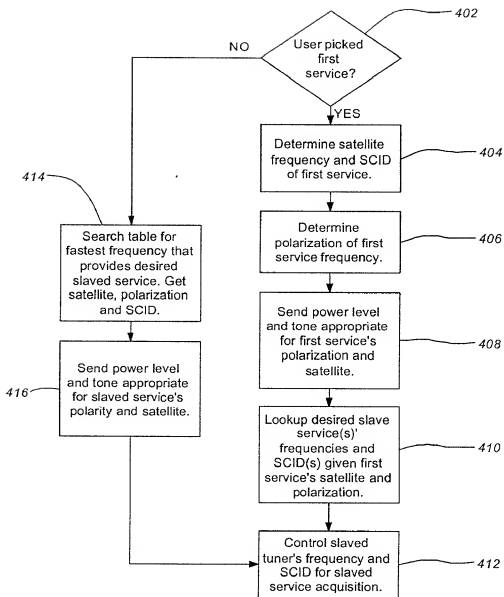 402
User picked
first
service?
NO
YES
Determine satellite
frequency and SCID
of first service.
404
414
Search table for
fastest frequency that
provides desired
slaved service. Get
satellite, polarization
and SCID.
Determine
polarization of first
service frequency.
406
Send power level
and tone appropriate
for first service's
polarization and
satellite.
408
416
Send power level
and tone appropriate
for slaved service's
polarity and satellite.
Lookup desired slave
service(s)'
frequencies and
SCID(s) given first
service's satellite and
polarization.
410
Control slaved
tuner's frequency and
SCID for slaved
service acquisition.
412